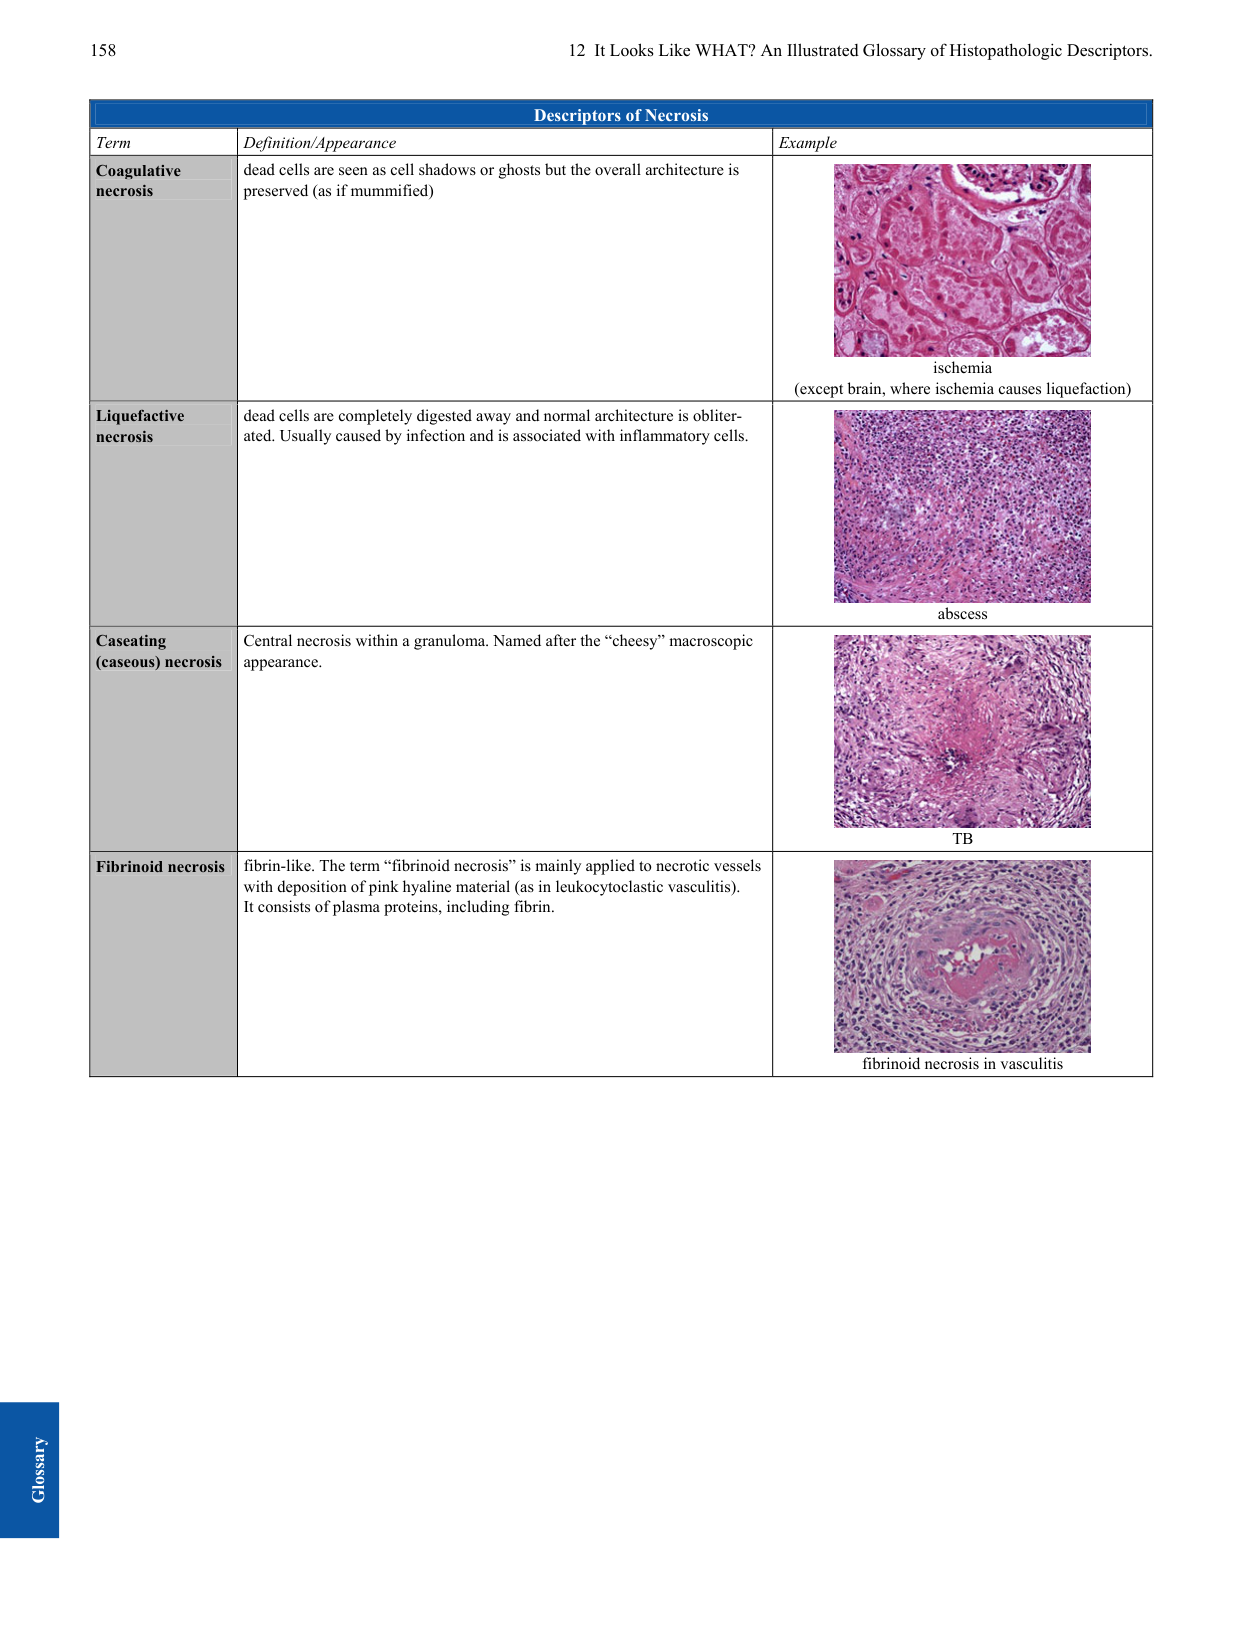 158
12 It Looks Like WHAT? An Illustrated Glossary of Histopathologic Descriptors.
Descriptors of Necrosis
Term
Definition/Appearance
Example
Coagulative
necrosis
dead cells are seen as cell shadows or ghosts but the overall architecture is
preserved (as if mummified)
ischemia
(except brain, where ischemia causes liquefaction)
Liquefactive
necrosis
dead cells are completely digested away and normal architecture is obliter-
ated. Usually caused by infection and is associated with inflammatory cells.
abscess
Caseating
(caseous) necrosis
Central necrosis within a granuloma. Named after the “cheesy” macroscopic
appearance.
TB
Fibrinoid necrosis
fibrin-like. The term “fibrinoid necrosis” is mainly applied to necrotic vessels
with deposition of pink hyaline material (as in leukocytoclastic vasculitis).
It consists of plasma proteins, including fibrin.
fibrinoid necrosis in vasculitis
Glossary